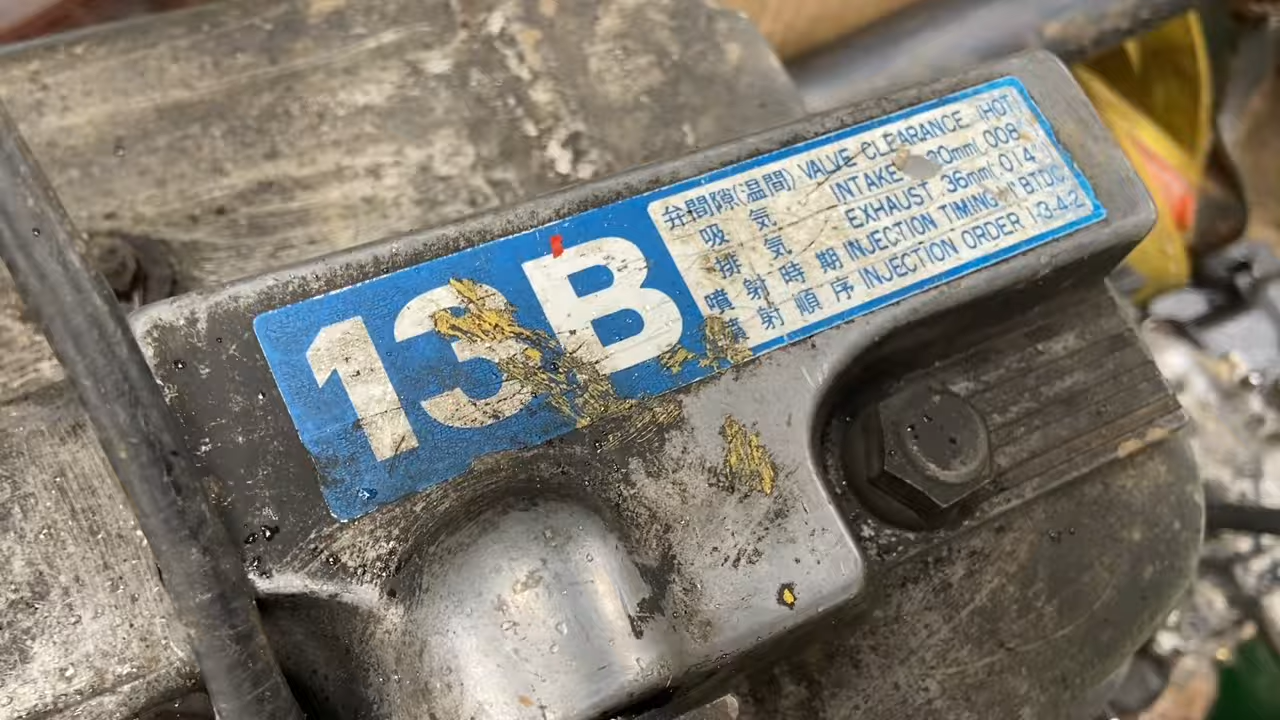 13B
弁間隙(温間) VALVE CLEARANCE (HOT)
吸気 INTAKE 20mm(.008"
排気 EXHAUST .36mm(.014"
噴射時期 INJECTION TIMING BTDC
射順序 INJECTION ORDER 1-3-4-2